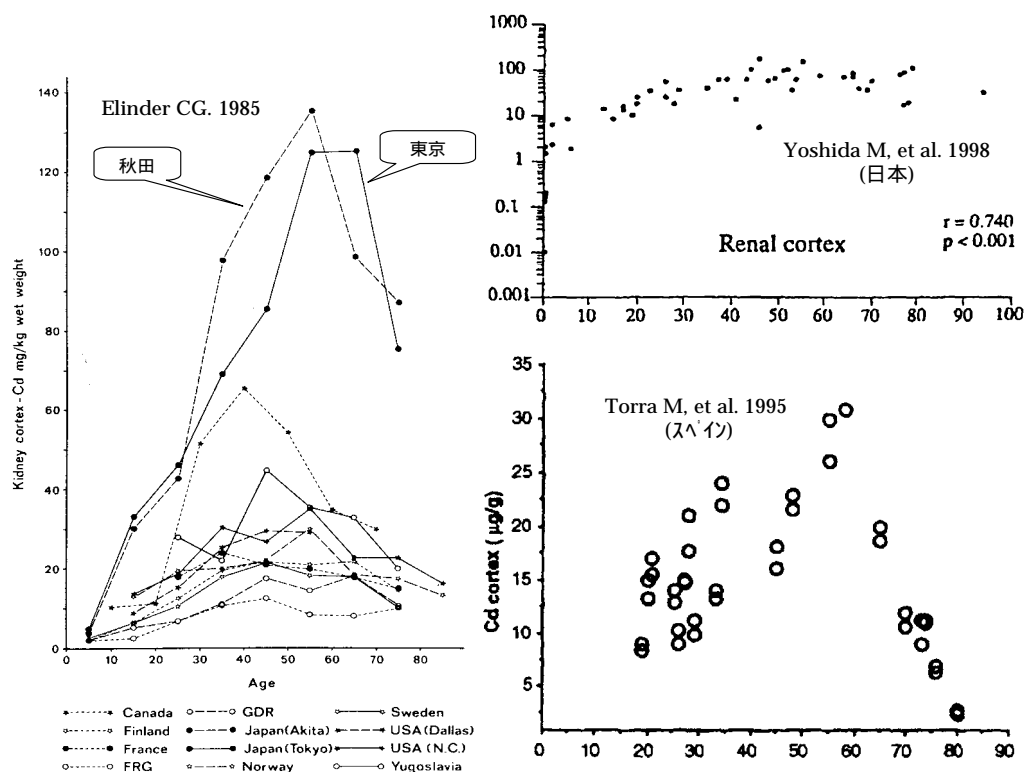 Elinder CG. 1985
秋田
東京
Kidney cortex - Cd mg/kg wet weight
140
120
100
80
60
40
20
0
0 10 20 30 40 50 60 70 80
Age
Canada GDR Sweden
Finland Japan(Akita) USA(Dallas)
France Japan(Tokyo) USA(N.C.)
FRG Norway Yugoslavia
1000
100
10
1
0.1
0.01
0.001
Yoshida M, et al. 1998
(日本)
r = 0.740
p < 0.001
Renal cortex
0 10 20 30 40 50 60 70 80 90 100
Cd cortex ( µg/g)
35
30
25
20
15
10
5
Torra M, et al. 1995
(ｽﾍﾟｲﾝ)
0 10 20 30 40 50 60 70 80 90